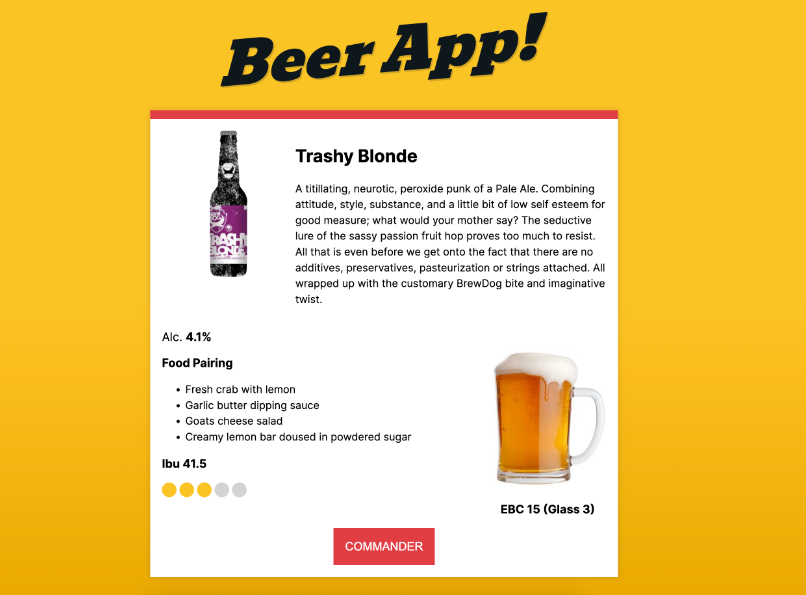 Beer App!
Trashy Blonde
A titillating, neurotic, peroxide punk of a Pale Ale. Combining
attitude, style, substance, and a little bit of low self esteem for
good measure; what would your mother say? The seductive
lure of the sassy passion fruit hop proves too much to resist.
All that is even before we get onto the fact that there are no
additives, preservatives, pasteurization or strings attached. All
wrapped up with the customary BrewDog bite and imaginative
twist.
Alc. 4.1%
Food Pairing
• Fresh crab with lemon
• Garlic butter dipping sauce
• Goats cheese salad
• Creamy lemon bar doused in powdered sugar
Ibu 41.5
EBC 15 (Glass 3)
COMMANDER